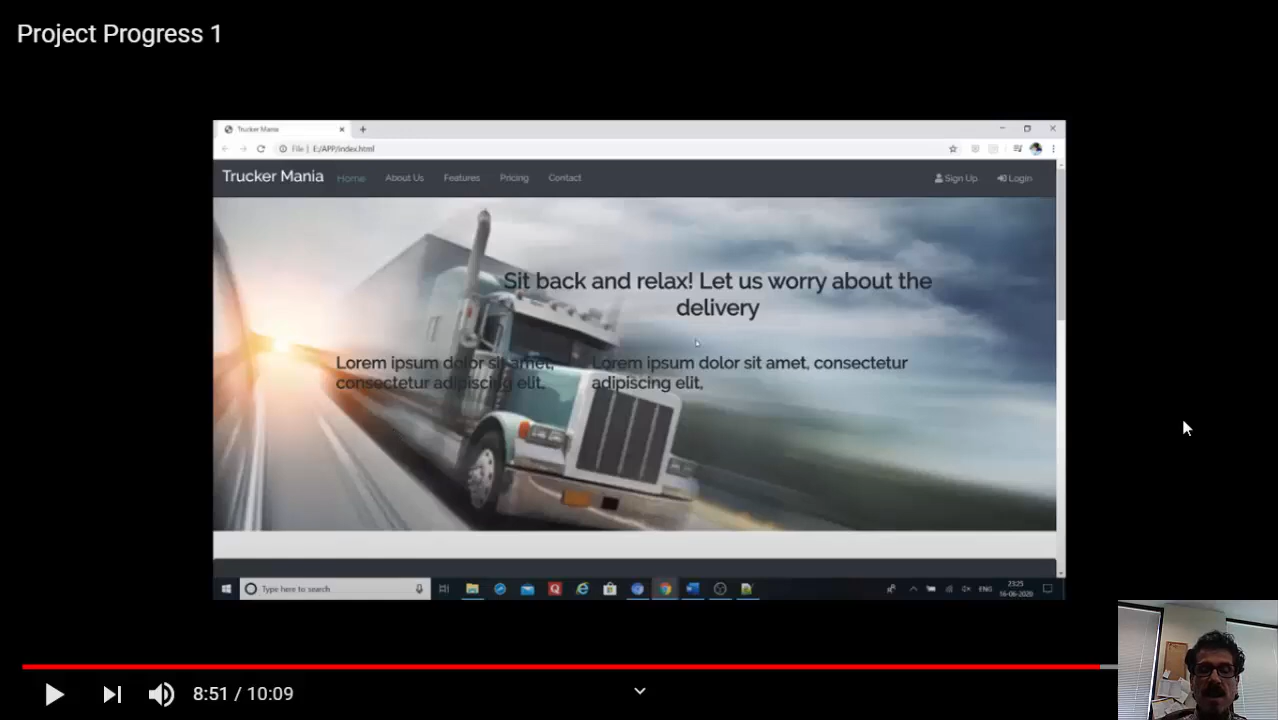 Project Progress 1
Trucker Mania
File | E:/APP/index.html
Trucker Mania Home About Us Features Pricing Contact Sign Up Login
Sit back and relax! Let us worry about the
delivery
Lorem ipsum dolor sit amet,
consectetur adipiscing elit,
Lorem ipsum dolor sit amet, consectetur
adipiscing elit,
Type here to search
ENG
23:25
16-06-2020
8:51 / 10:09